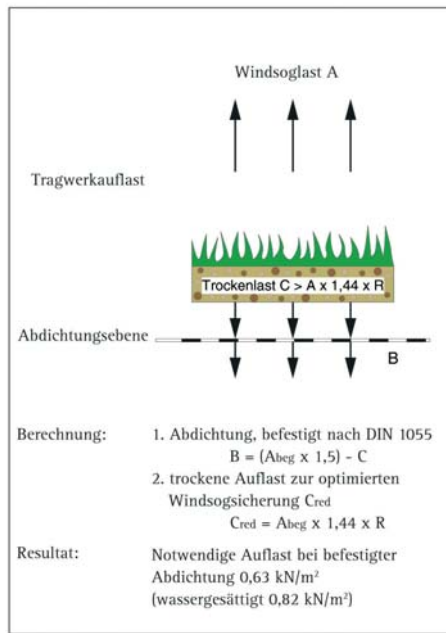 Windsoglast A
Tragwerkauflast
Trockenlast C > A x 1,44 x R
Abdichtungsebene
B
Berechnung: 1. Abdichtung, befestigt nach DIN 1055
B = (Abeg x 1,5) - C
2. trockene Auflast zur optimierten
Windsogsicherung Cred
Cred = Abeg x 1,44 x R
Resultat: Notwendige Auflast bei befestigter
Abdichtung 0,63 kN/m²
(wassergesättigt 0,82 kN/m²)